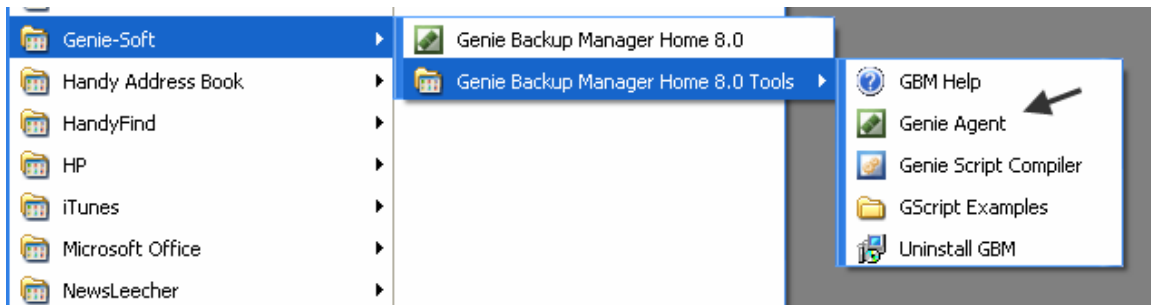 Genie-Soft
Handy Address Book
HandyFind
HP
iTunes
Microsoft Office
NewsLeecher
Genie Backup Manager Home 8.0
Genie Backup Manager Home 8.0 Tools
GBM Help
Genie Agent
Genie Script Compiler
GScript Examples
Uninstall GBM